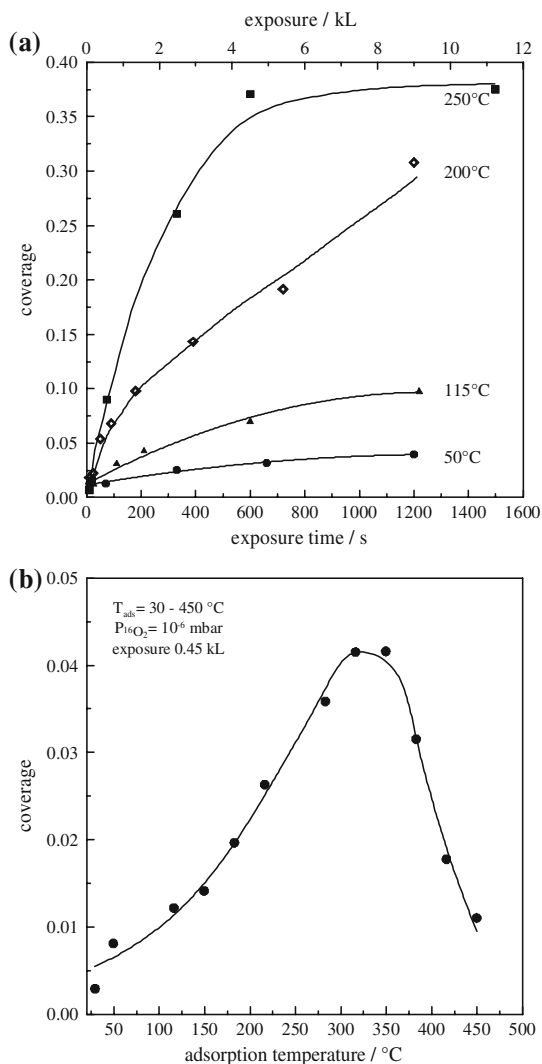 exposure / kL
(a)
0 2 4 6 8 10 12
0.40
0.35
0.30
0.25
0.20
0.15
0.10
0.05
0.00
coverage
250°C
200°C
115°C
50°C
0 200 400 600 800 1000 1200 1400 1600
exposure time / s
(b)
0.05
0.04
0.03
0.02
0.01
0.00
coverage
Tads= 30 - 450 °C
P16O2= 10-6 mbar
exposure 0.45 kL
50 100 150 200 250 300 350 400 450 500
adsorption temperature / °C